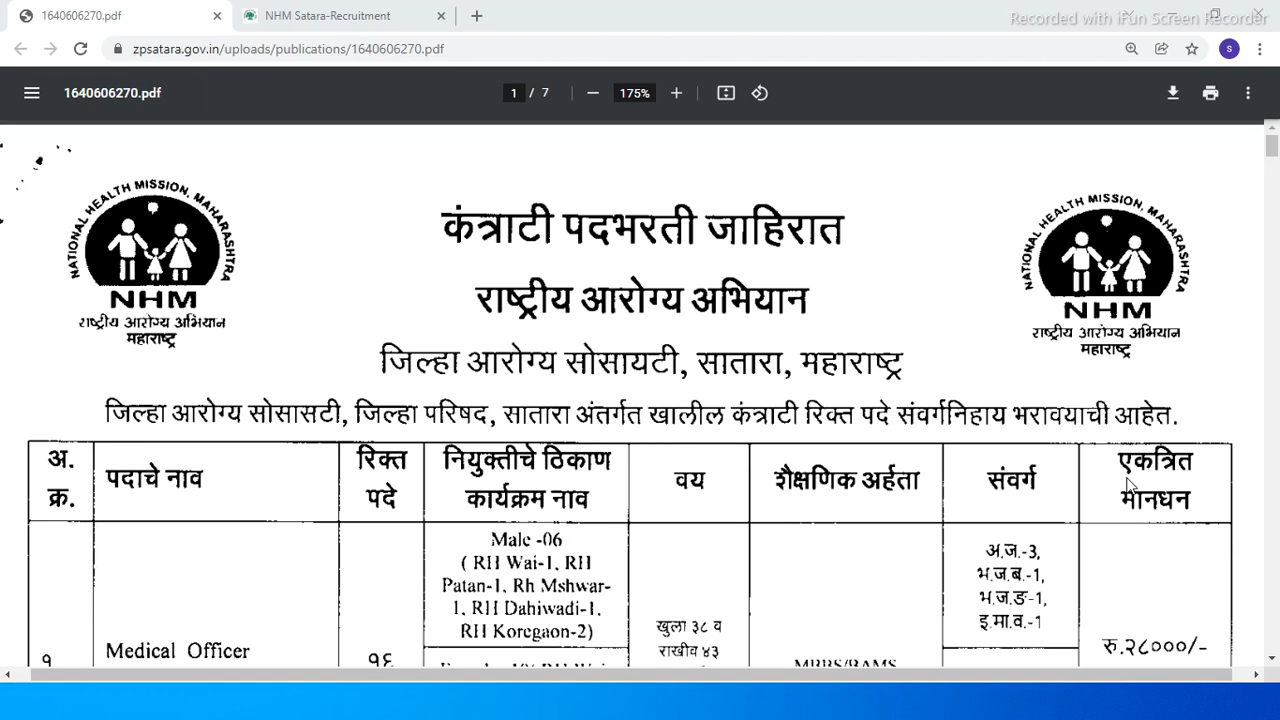 1640606270.pdf
NHM Satara-Recruitment
Recorded with iFun Screen Recorder
zpsatara.gov.in/uploads/publications/1640606270.pdf
S
1640606270.pdf
1 / 7
175%
NATIONAL HEALTH MISSION, MAHARASHTRA
NHM
राष्ट्रीय आरोग्य अभियान
महाराष्ट्र
कंत्राटी पदभरती जाहिरात
राष्ट्रीय आरोग्य अभियान
जिल्हा आरोग्य सोसायटी, सातारा, महाराष्ट्र
NATIONAL HEALTH MISSION, MAHARASHTRA
NHM
राष्ट्रीय आरोग्य अभियान
महाराष्ट्र
जिल्हा आरोग्य सोसासटी, जिल्हा परिषद, सातारा अंतर्गत खालील कंत्राटी रिक्त पदे संवर्गनिहाय भरावयाची आहेत.
अ.
क्र.
पदाचे नाव
रिक्त
पदे
नियुक्तीचे ठिकाण
कार्यक्रम नाव
वय
शैक्षणिक अर्हता
संवर्ग
एकत्रित
मानधन
१
Medical Officer
१६
Male -06
( RH Wai-1, RH
Patan-1, Rh Mshwar-
1, RH Dahiwadi-1,
RH Koregaon-2)
खुला ३८ व
राखीव ४३
MBBS/BAMS
अ.ज.-3,
भ.ज.ब.-1,
भ.ज.ङ-1,
इ.मा.व.-1
रु.२८०००/-